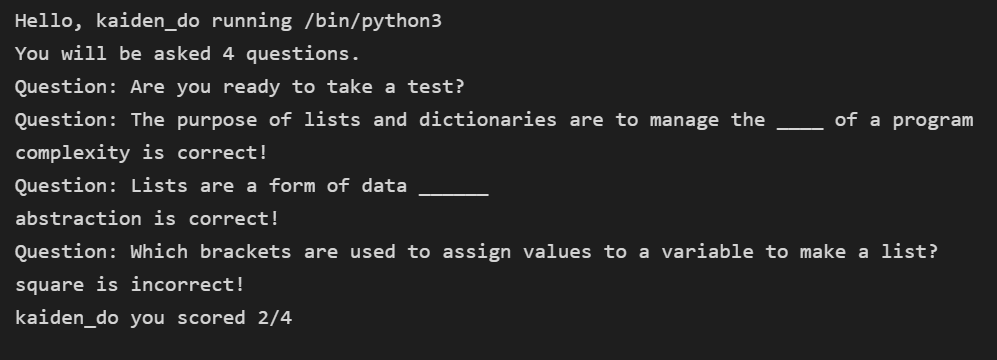 Hello, kaiden_do running /bin/python3
You will be asked 4 questions.
Question: Are you ready to take a test?
Question: The purpose of lists and dictionaries are to manage the ____ of a program
complexity is correct!
Question: Lists are a form of data ______
abstraction is correct!
Question: Which brackets are used to assign values to a variable to make a list?
square is incorrect!
kaiden_do you scored 2/4